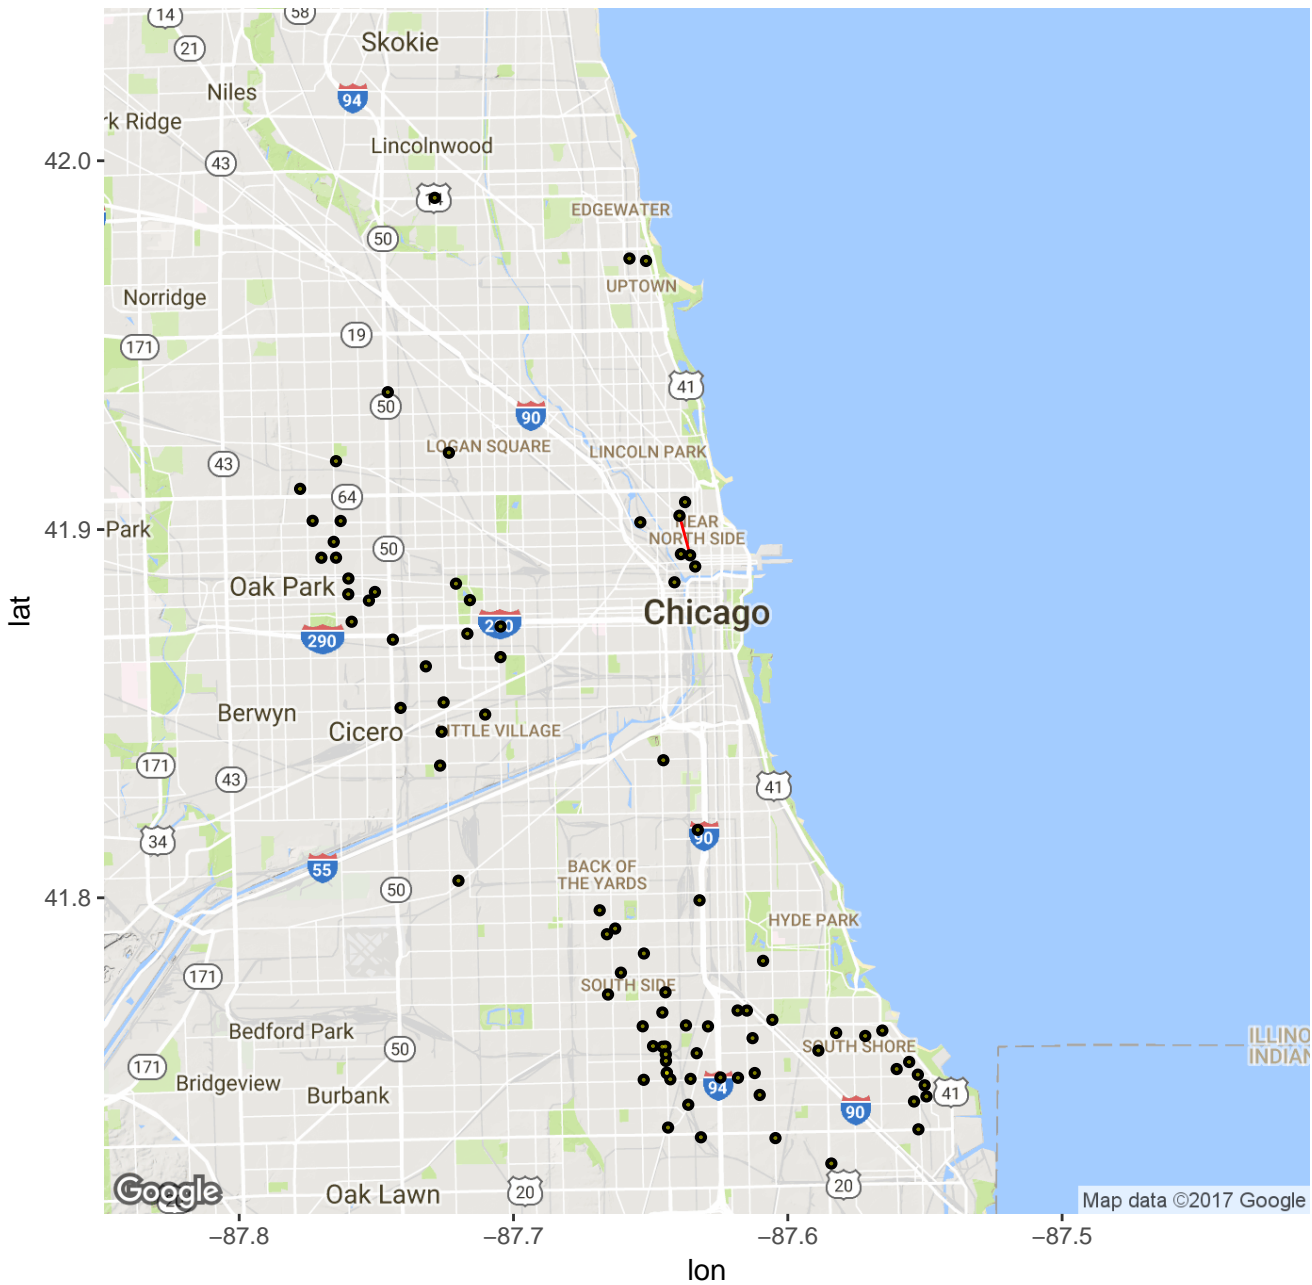 14
58
21
Skokie
Niles
94
rk Ridge
Lincolnwood
42.0
43
14
EDGEWATER
50
UPTOWN
Norridge
19
171
41
50
90
LOGAN SQUARE
LINCOLN PARK
43
64
41.9
Park
NEAR
NORTH SIDE
50
Oak Park
Chicago
290
290
Berwyn
Cicero
LITTLE VILLAGE
171
43
41
34
90
55
BACK OF
THE YARDS
50
41.8
HYDE PARK
171
SOUTH SIDE
Bedford Park
50
SOUTH SHORE
ILLINO
INDIAN
171
Bridgeview
94
Burbank
41
90
Google
Oak Lawn
20
20
Map data ©2017 Google
−87.8
−87.7
−87.6
−87.5
lon
lat